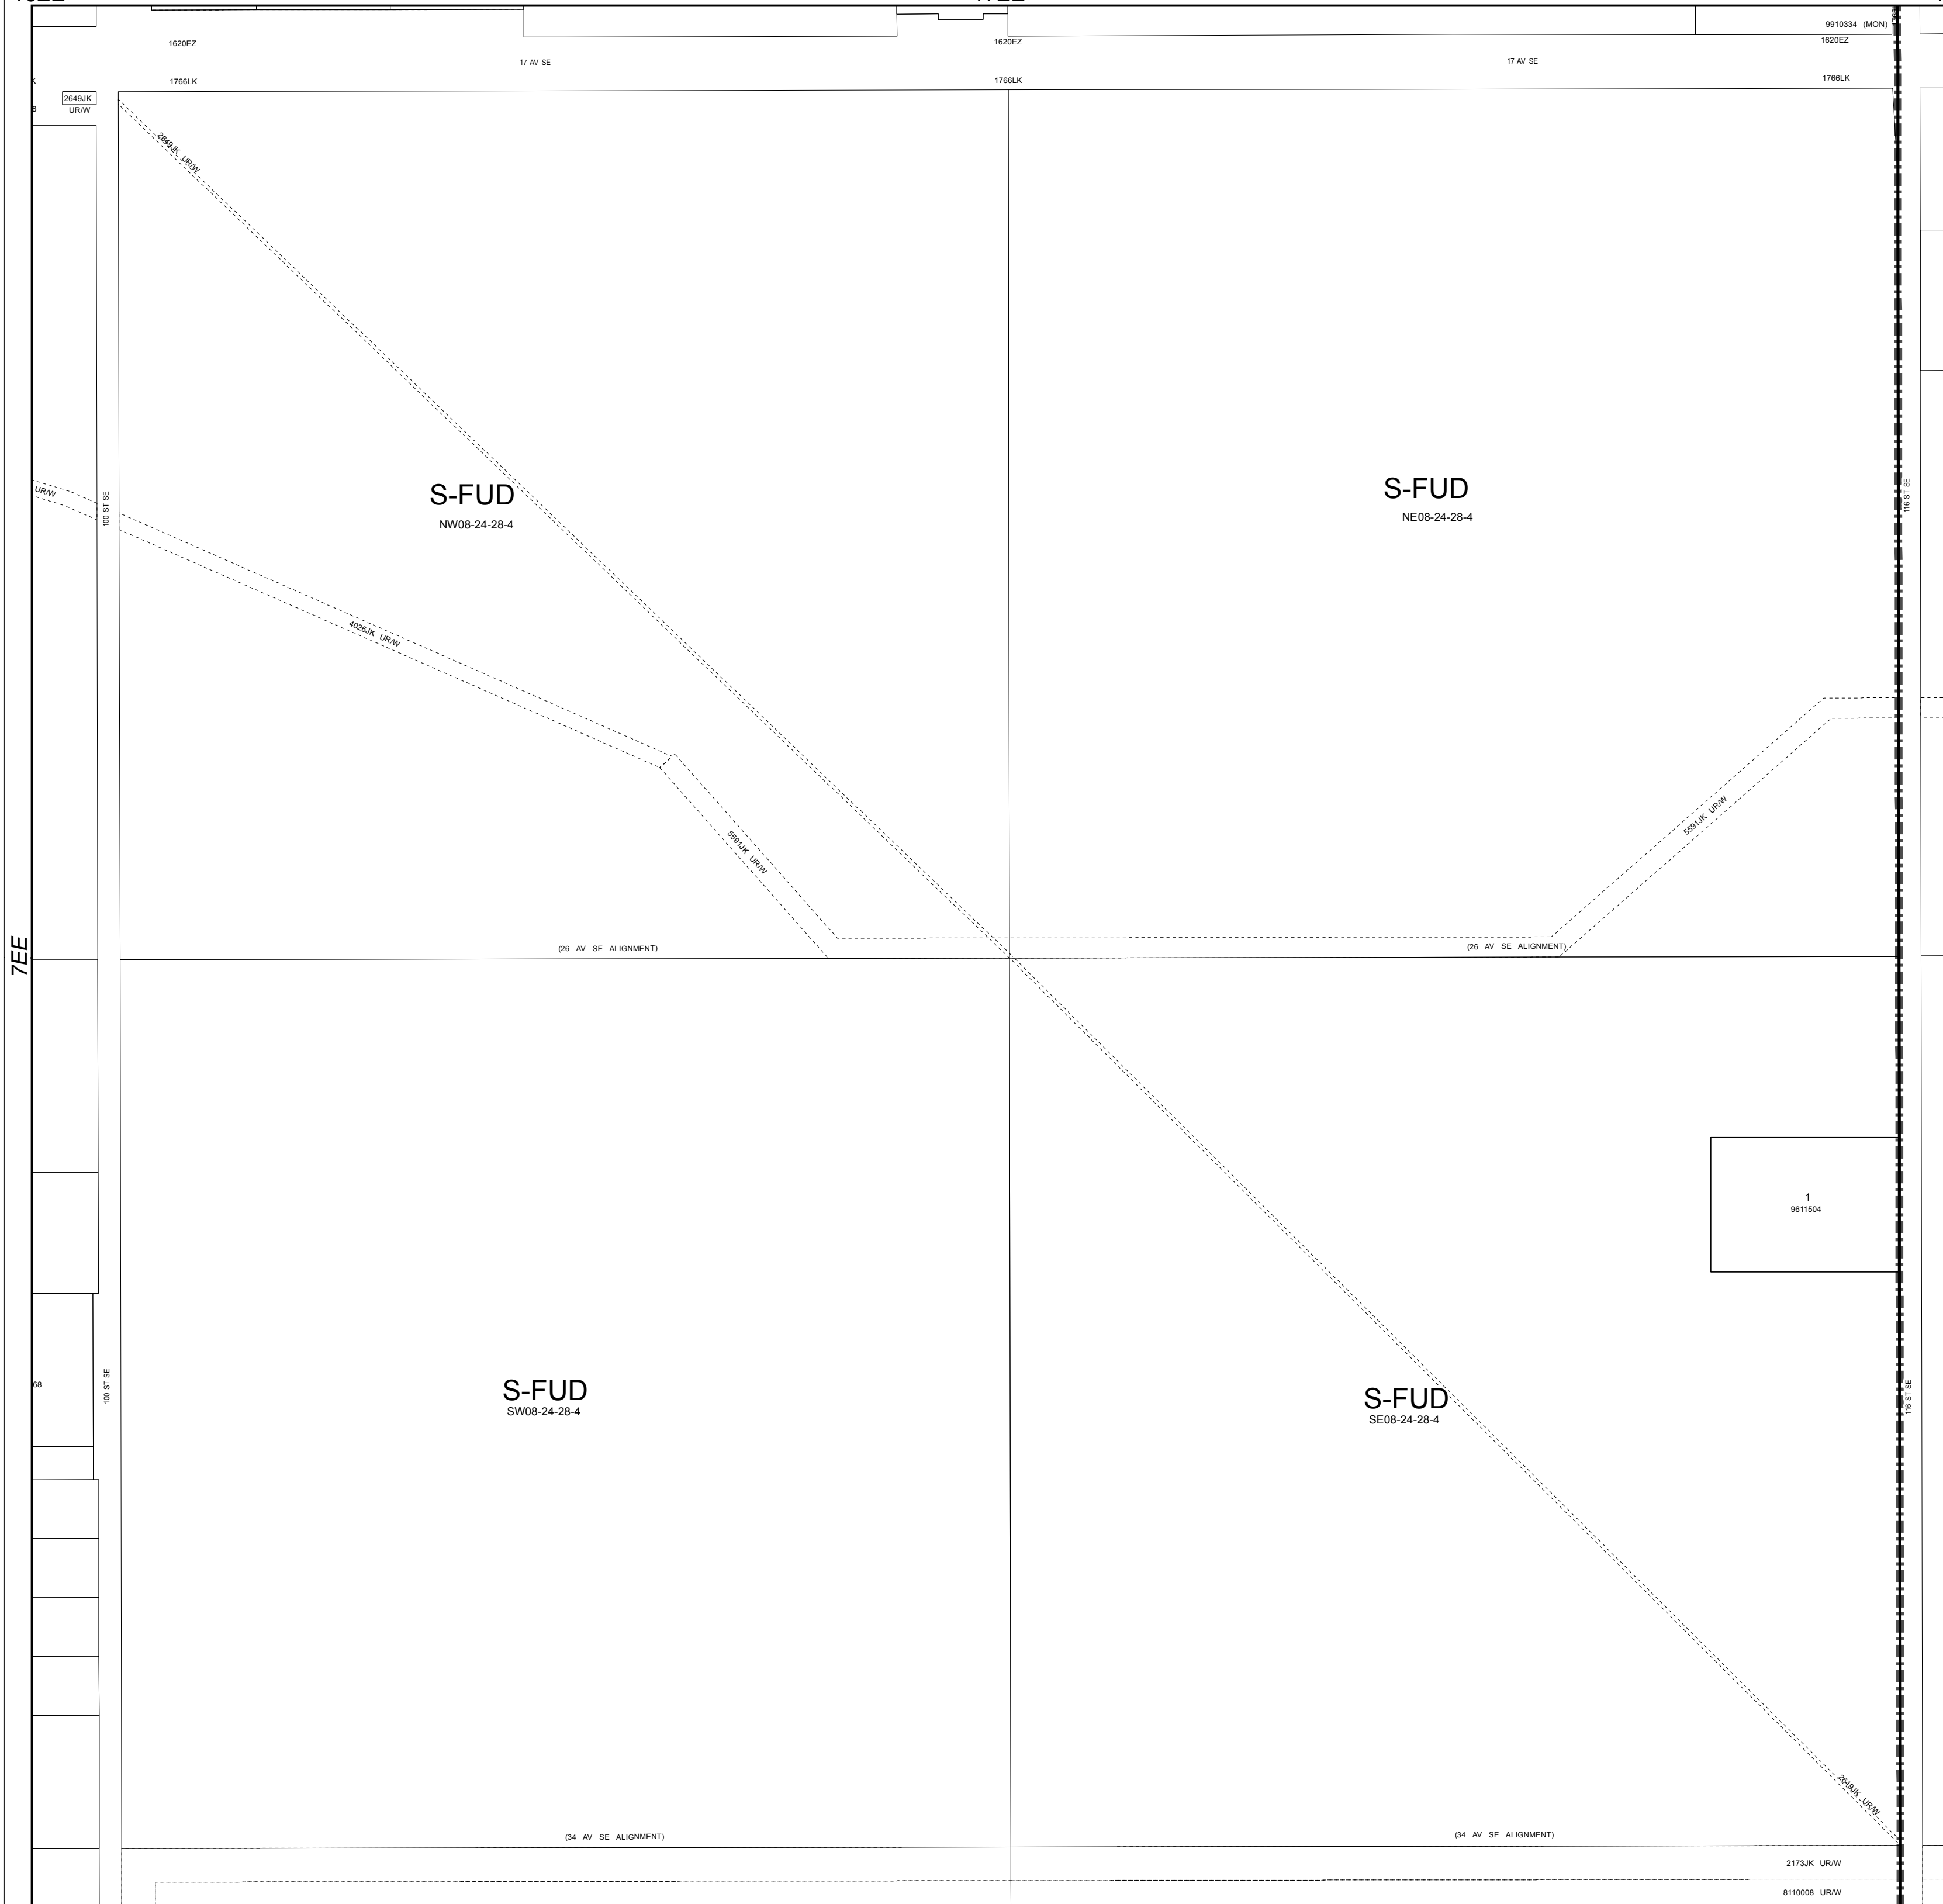 1620EZ
1620EZ
9910334 (MON)
1620EZ
17 AV SE
17 AV SE
1766LK
1766LK
1766LK
2649JK
UR/W
8
2649JK UR/W
S-FUD
NW08-24-28-4
S-FUD
NE08-24-28-4
UR/W
100 ST SE
116 ST SE
4026JK UR/W
5591JK UR/W
5591JK UR/W
(26 AV SE ALIGNMENT)
(26 AV SE ALIGNMENT)
7EE
1
9611504
68
100 ST SE
S-FUD
SW08-24-28-4
S-FUD
SE08-24-28-4
116 ST SE
2649JK UR/W
(34 AV SE ALIGNMENT)
(34 AV SE ALIGNMENT)
2173JK UR/W
8110008 UR/W